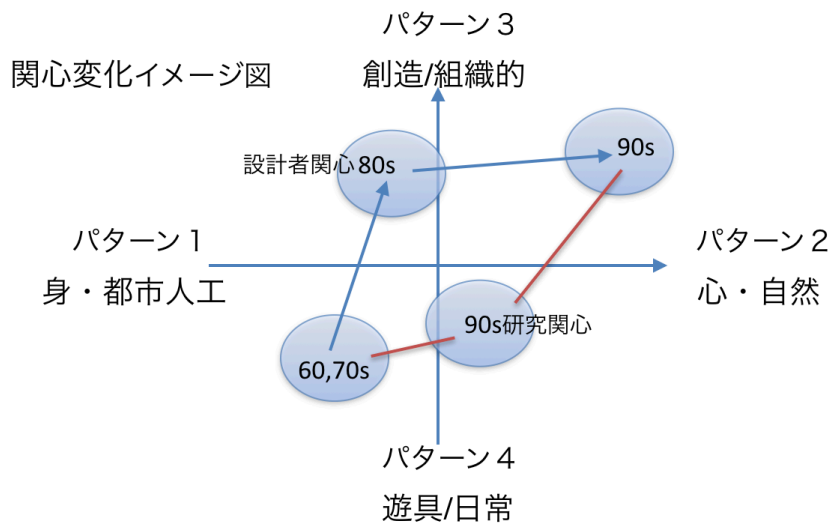 パターン３
関心変化イメージ図
創造/組織的
設計者関心 80s
90s
パターン１
身・都市人工
パターン２
心・自然
90s研究関心
60,70s
パターン４
遊具/日常